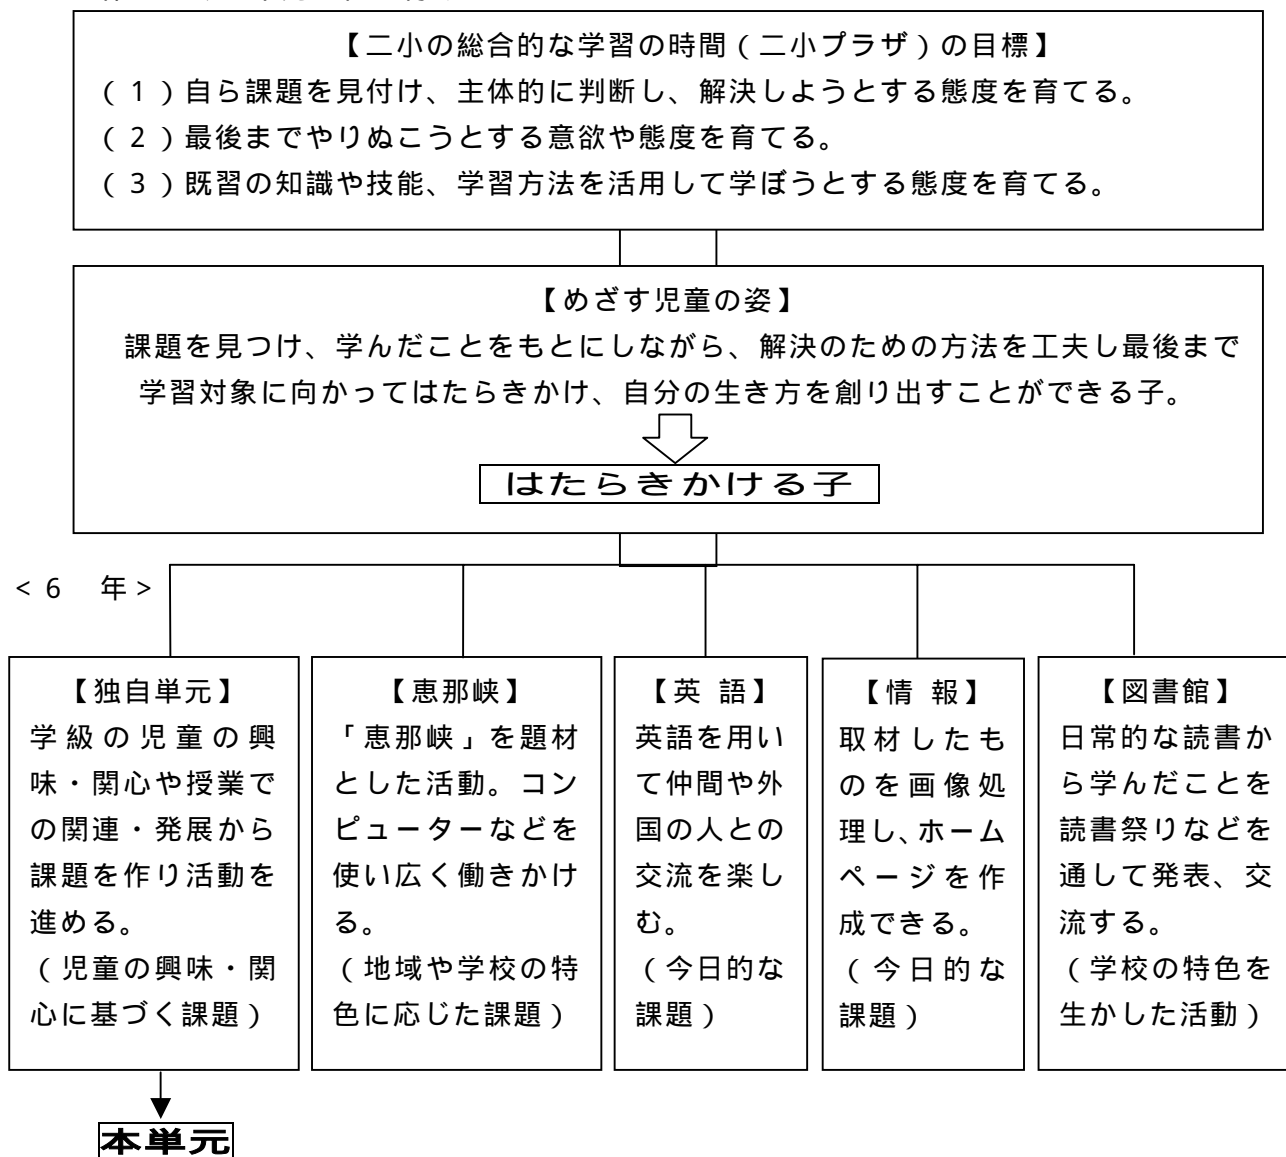 【二小の総合的な学習の時間(二小プラザ)の目標】
(1)自ら課題を見付け、主体的に判断し、解決しようとする態度を育てる。
(2)最後までやりぬこうとする意欲や態度を育てる。
(3)既習の知識や技能、学習方法を活用して学ぼうとする態度を育てる。
【めざす児童の姿】
課題を見つけ、学んだことをもとにしながら、解決のための方法を工夫し最後まで
学習対象に向かってはたらきかけ、自分の生き方を創り出すことができる子。
はたらきかける子
<6 年>
【独自単元】
学級の児童の興
味・関心や授業で
の関連・発展から
課題を作り活動を
進める。
(児童の興味・関
心に基づく課題)
【恵那峡】
「恵那峡」を題材
とした活動。コン
ピューターなどを
使い広く働きかけ
る。
(地域や学校の特
色に応じた課題)
【英 語】
英語を用い
て仲間や外
国の人との
交流を楽し
む。
(今日的な
課題)
【情 報】
取材したも
のを画像処
理し、ホーム
ページを作
成できる。
(今日的な
課題)
【図書館】
日常的な読書か
ら学んだことを
読書祭りなどを
通して発表、交
流する。
(学校の特色を
生かした活動)
本単元